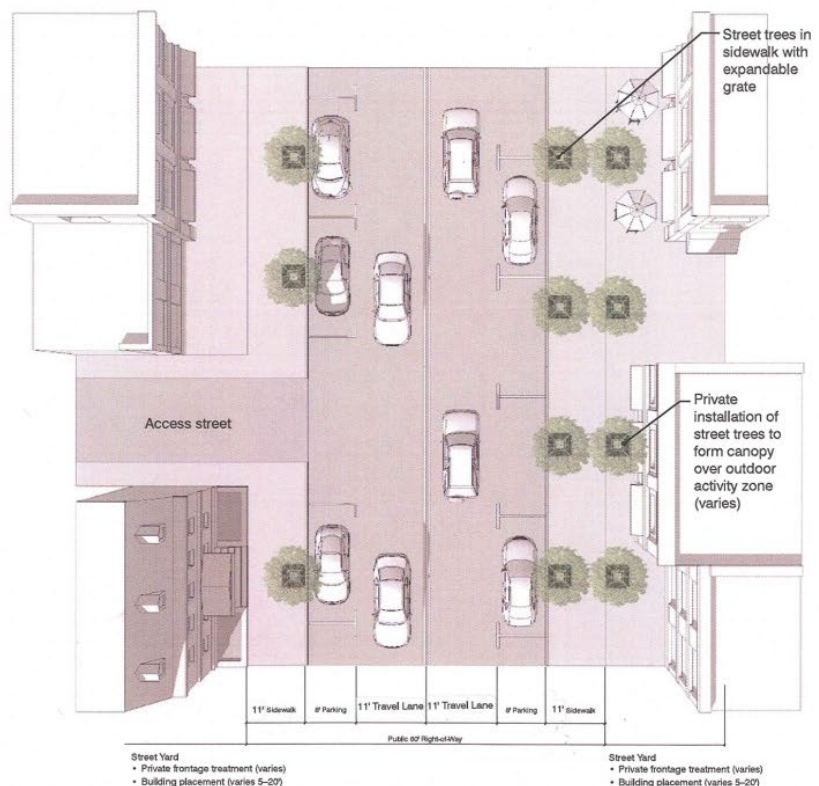 Street trees in
sidewalk with
expandable
grate
Access street
Private
installation of
street trees to
form canopy
over outdoor
activity zone
(varies)
11' Sidewalk
8' Parking
11' Travel Lane
11' Travel Lane
8' Parking
11' Sidewalk
Public 60' Right-of-Way
Street Yard
• Private frontage treatment (varies)
• Building placement (varies 5–20')
Street Yard
• Private frontage treatment (varies)
• Building placement (varies 5–20')